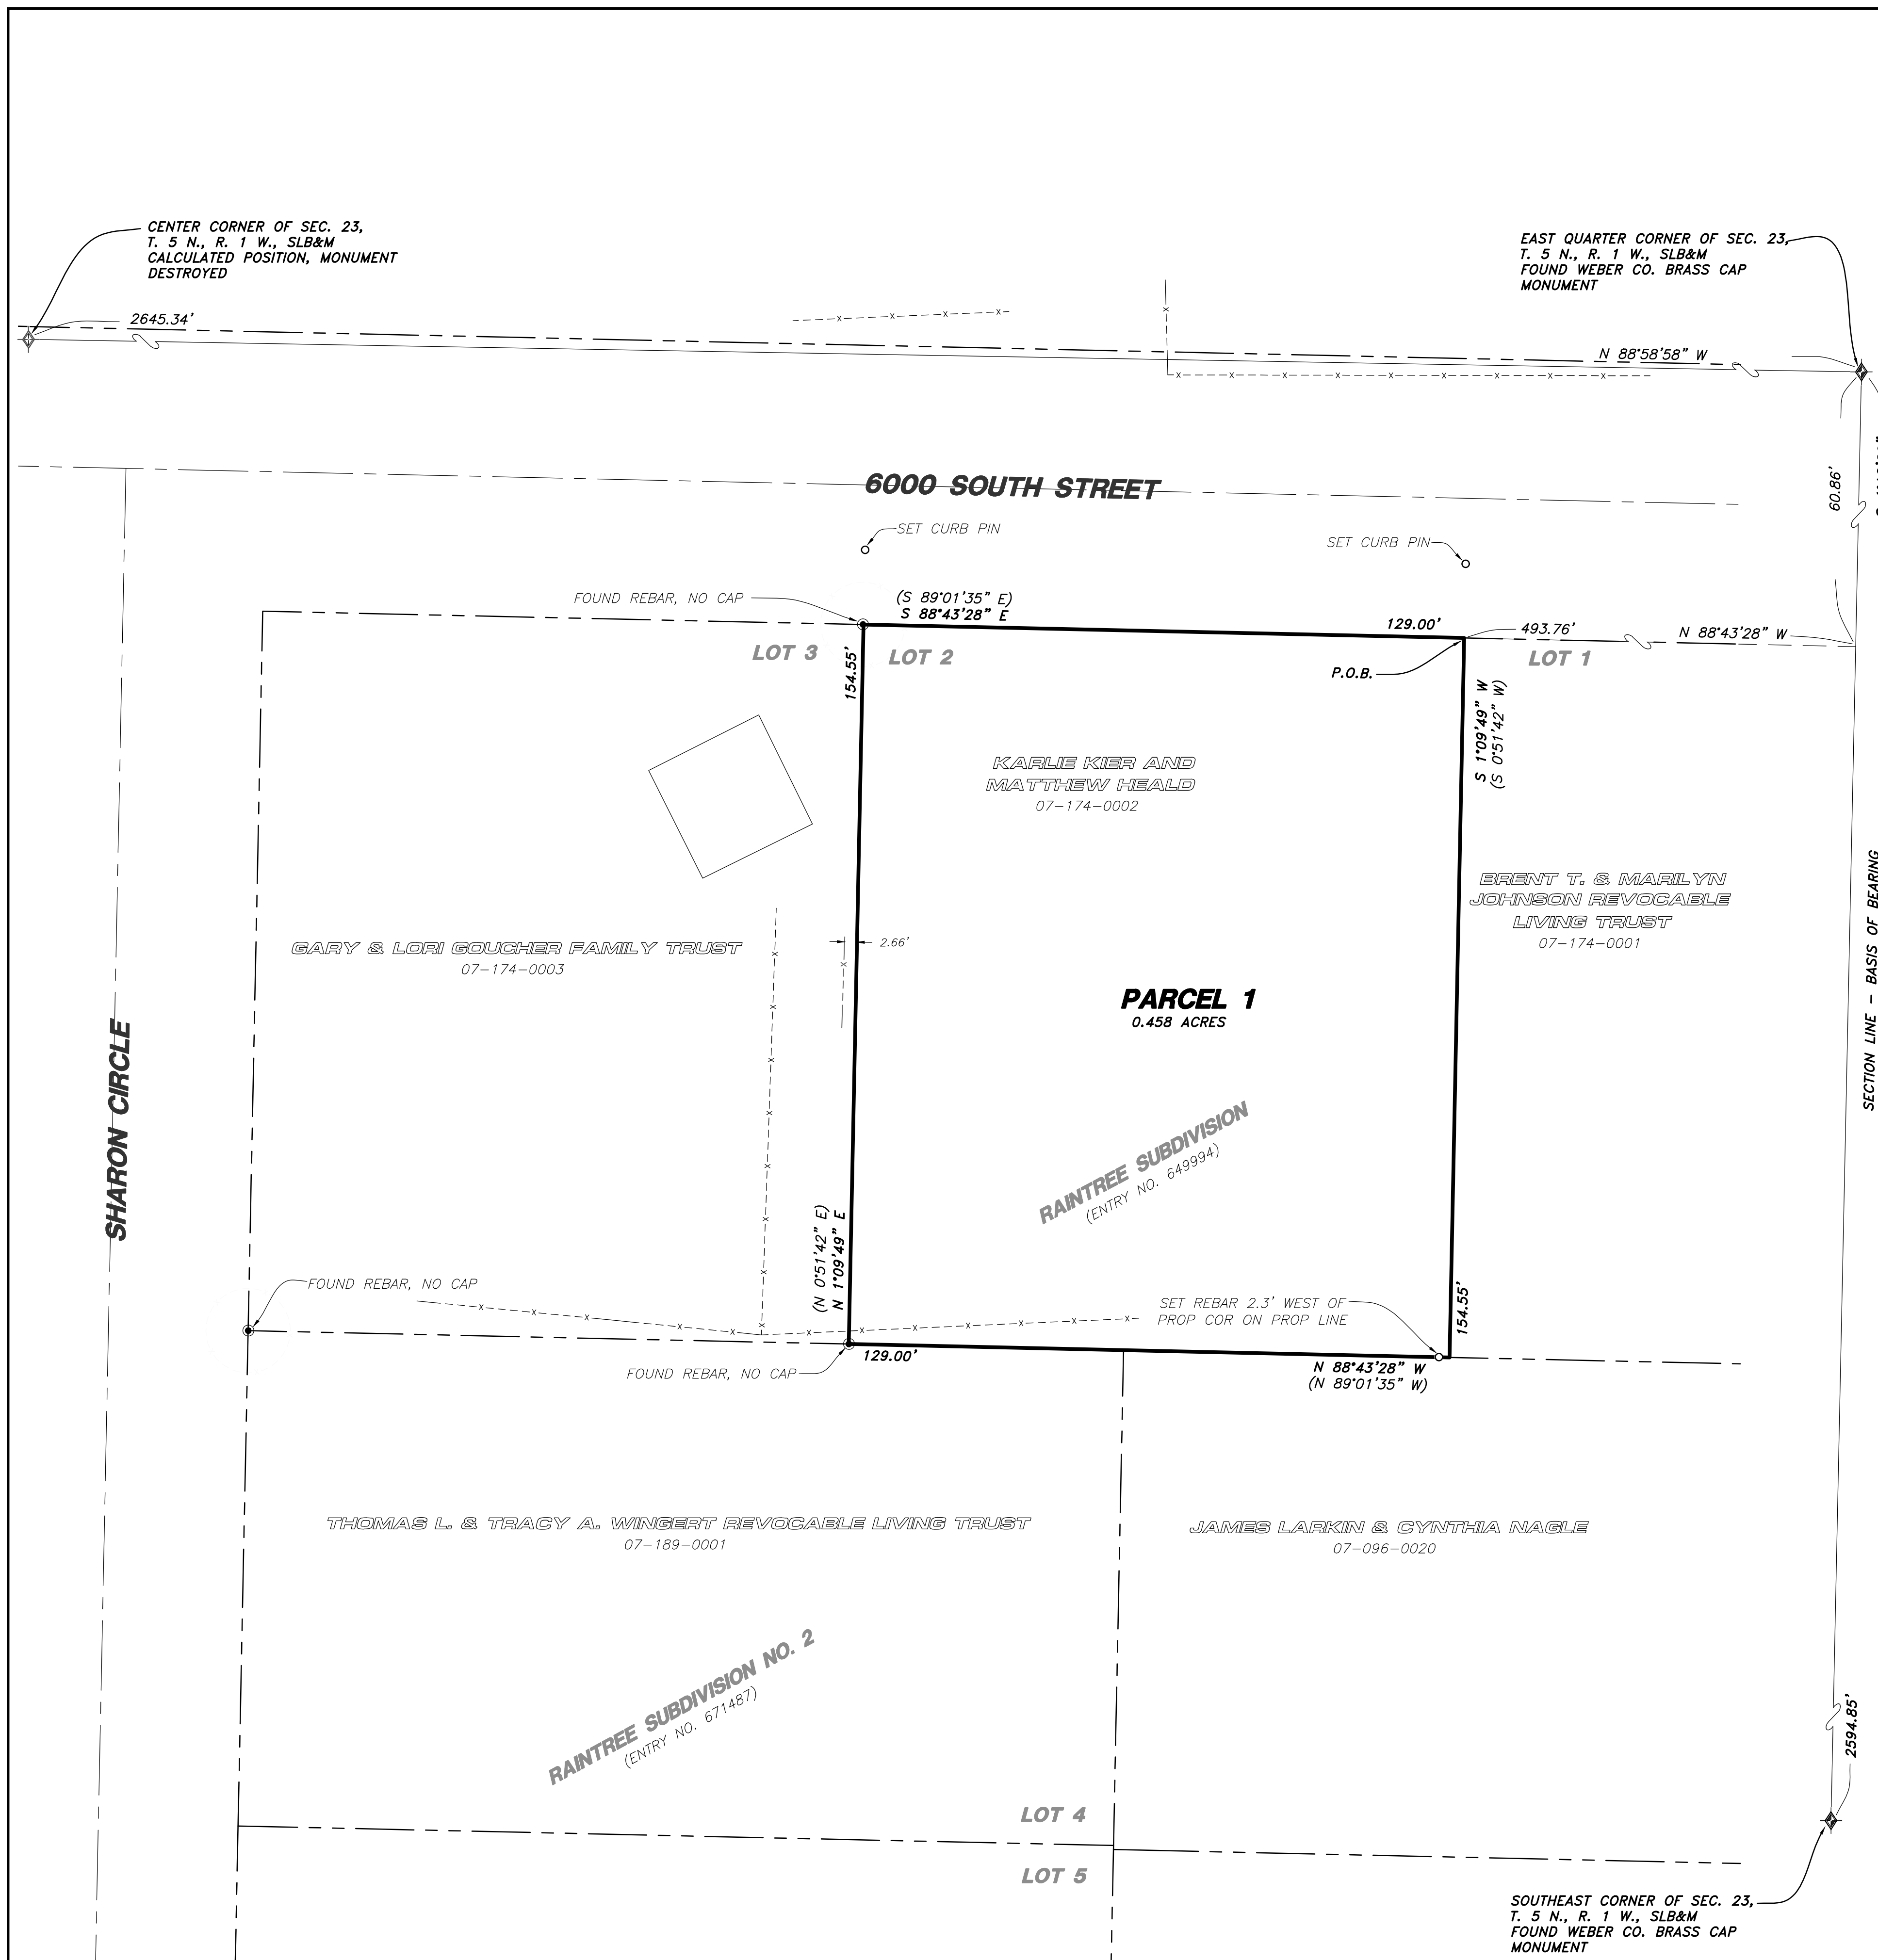 CENTER CORNER OF SEC. 23,
T. 5 N., R. 1 W., SLB&M
CALCULATED POSITION, MONUMENT
DESTROYED
EAST QUARTER CORNER OF SEC. 23,
T. 5 N., R. 1 W., SLB&M
FOUND WEBER CO. BRASS CAP
MONUMENT
2645.34'
N 88°58'58" W
60.86'
6000 SOUTH STREET
SET CURB PIN
SET CURB PIN
FOUND REBAR, NO CAP
(S 89°01'35" E)
S 88°43'28" E
129.00'
493.76'
N 88°43'28" W
LOT 3
LOT 2
LOT 1
154.55'
P.O.B.
S 1°09'49" W
(S 0°51'42" W)
KARLIE KIER AND
MATTHEW HEALD
07-174-0002
BRENT T. & MARILYN
JOHNSON REVOCABLE
LIVING TRUST
07-174-0001
GARY & LORI GOUCHER FAMILY TRUST
07-174-0003
2.66'
PARCEL 1
0.458 ACRES
SECTION LINE - BASIS OF BEARING
SHARON CIRCLE
RAINTREE SUBDIVISION
(ENTRY NO. 649994)
(N 0°51'42" E)
N 1°09'49" E
FOUND REBAR, NO CAP
SET REBAR 2.3' WEST OF
PROP COR ON PROP LINE
154.55'
129.00'
FOUND REBAR, NO CAP
N 88°43'28" W
(N 89°01'35" W)
THOMAS L. & TRACY A. WINGERT REVOCABLE LIVING TRUST
07-189-0001
JAMES LARKIN & CYNTHIA NAGLE
07-096-0020
RAINTREE SUBDIVISION NO. 2
(ENTRY NO. 671487)
2594.85'
LOT 4
LOT 5
SOUTHEAST CORNER OF SEC. 23,
T. 5 N., R. 1 W., SLB&M
FOUND WEBER CO. BRASS CAP
MONUMENT